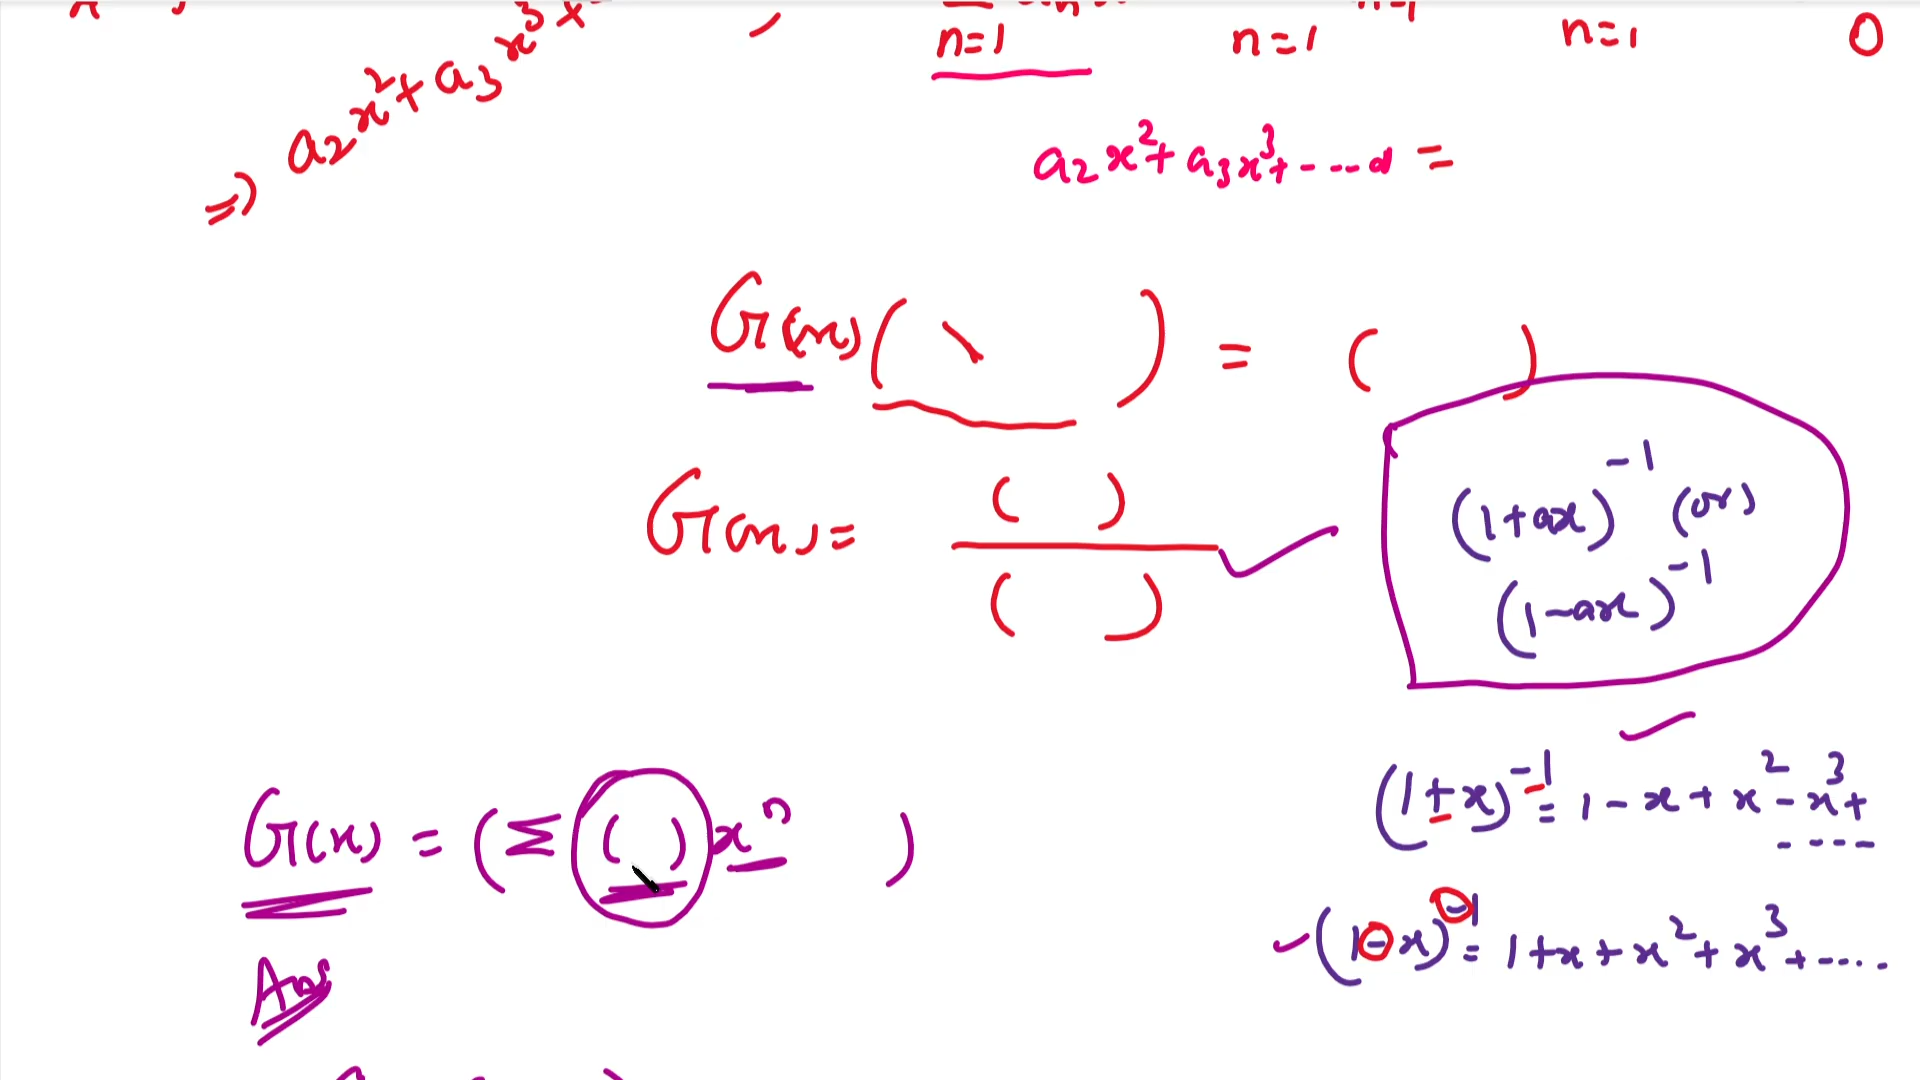 n=1 n=1 n=1 0
=> a₂x² + a₃x³ +
a₂x² + a₃x³ + - - - - =
G(x) ( ) = ( )
G(x) = ( ) / ( )
(1+ax)⁻¹ (or)
(1-ax)⁻¹
(1+x)⁻¹ = 1 - x + x² - x³ + - - - -
G(x) = ( Σ ( ) xⁿ )
(1-x)⁻¹ = 1 + x + x² + x³ + ....
Ans